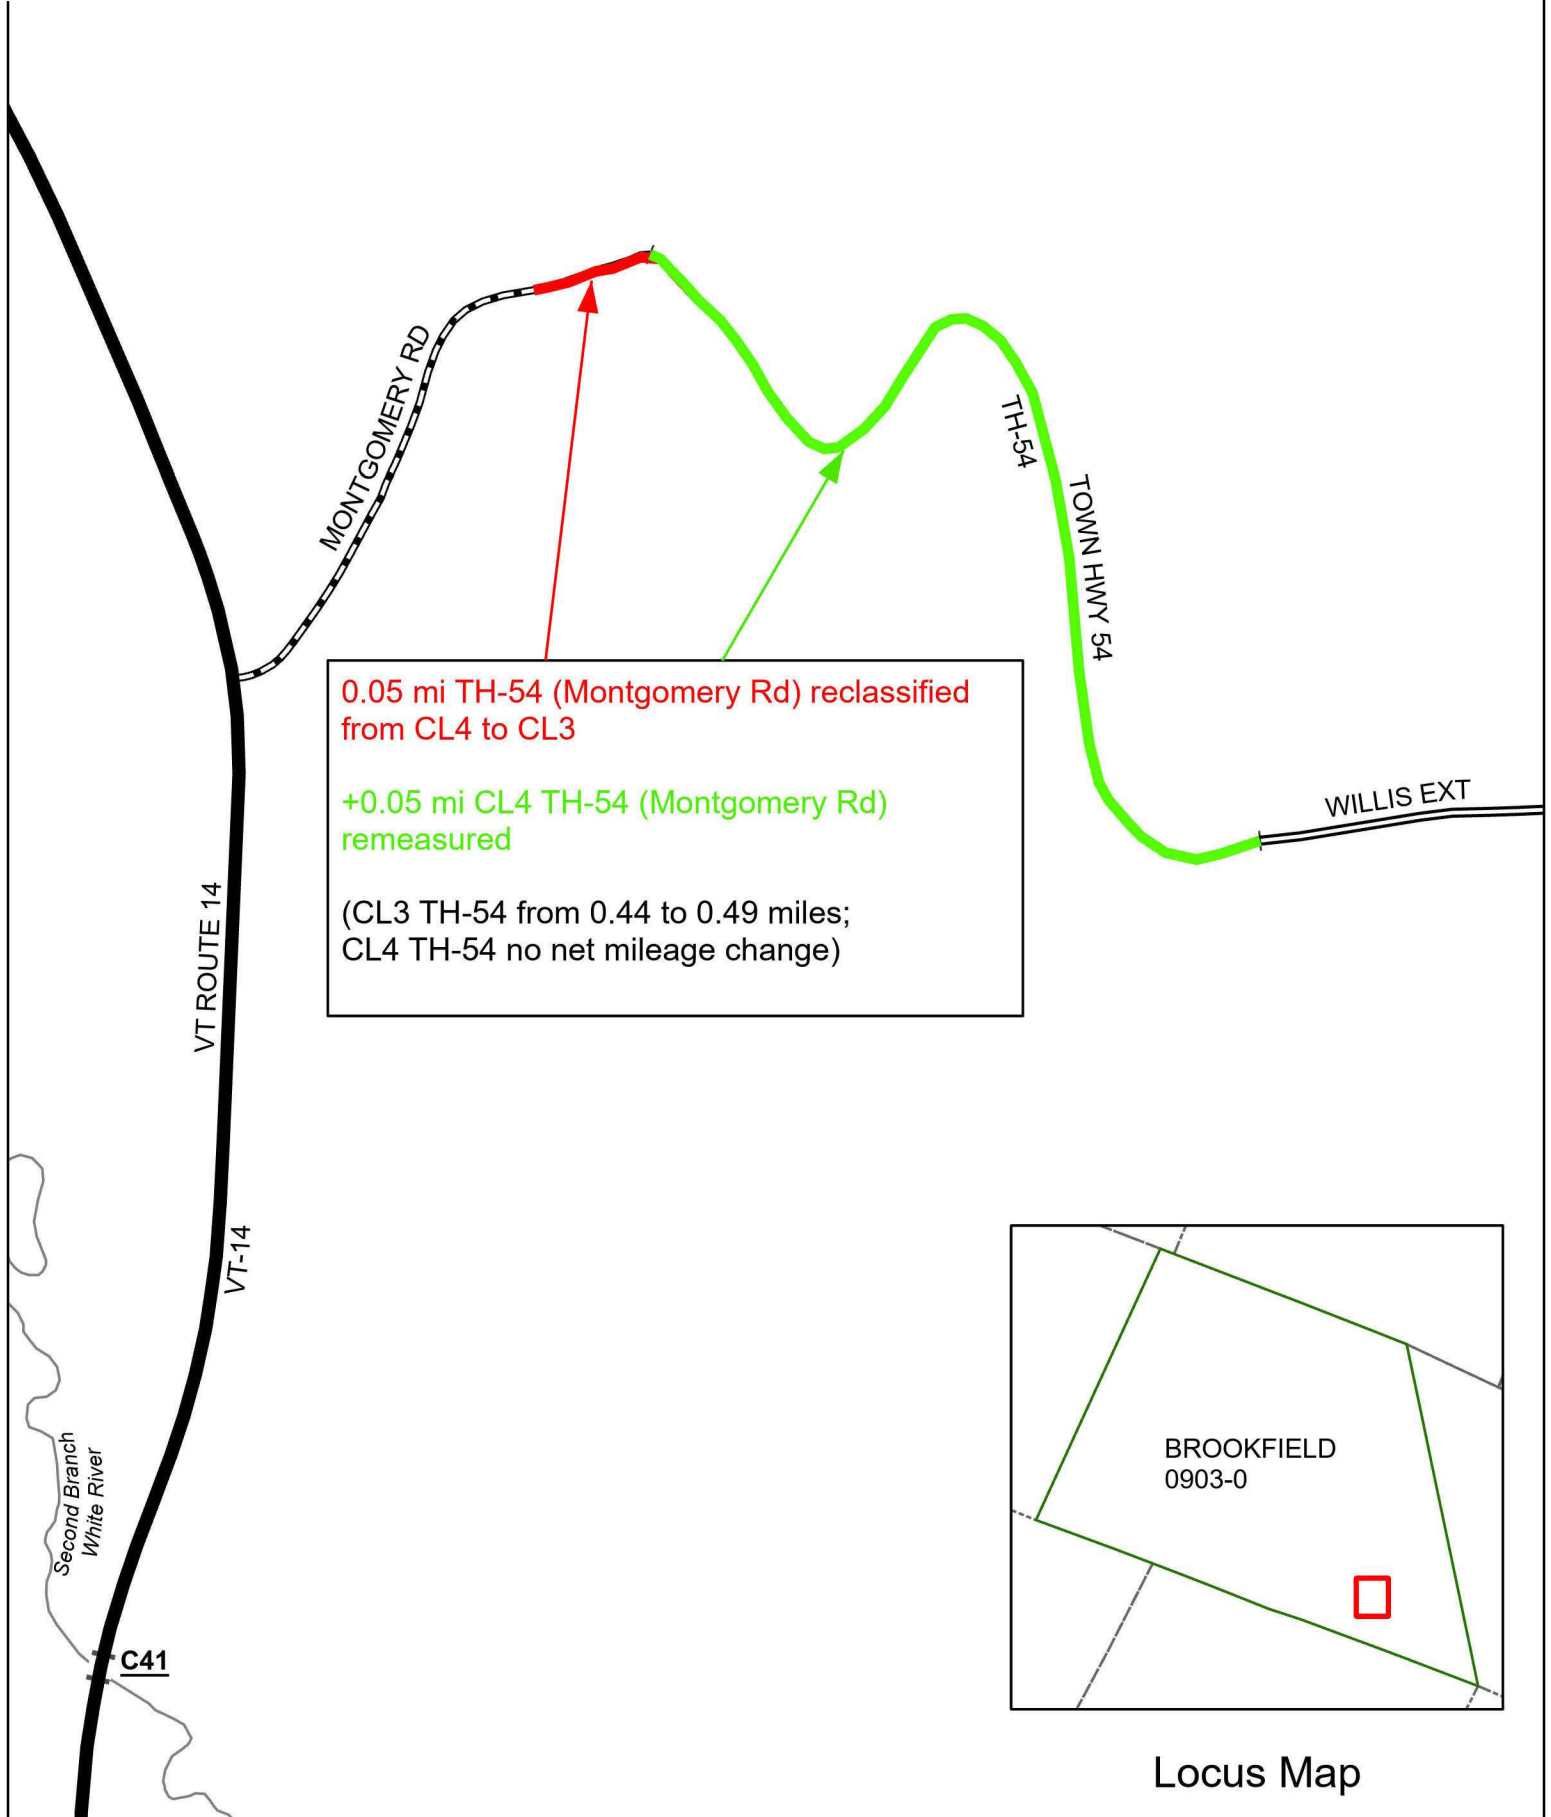 MONTGOMERY RD
TH-54
TOWN HWY 54
0.05 mi TH-54 (Montgomery Rd) reclassified
from CL4 to CL3
+0.05 mi CL4 TH-54 (Montgomery Rd)
remeasured
(CL3 TH-54 from 0.44 to 0.49 miles;
CL4 TH-54 no net mileage change)
WILLIS EXT
VT ROUTE 14
VT-14
Second Branch
White River
C41
BROOKFIELD
0903-0
Locus Map